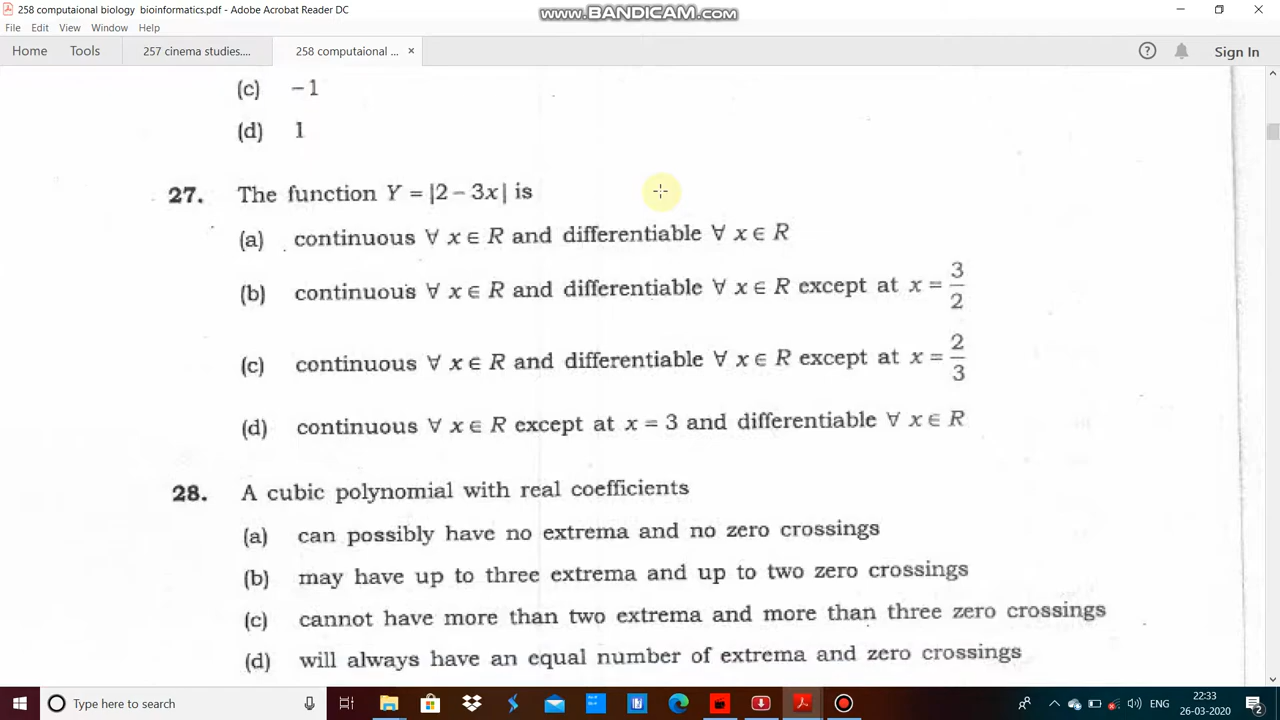 258 computaional biology bioinformatics.pdf - Adobe Acrobat Reader DC
www.BANDICAM.com
File Edit View Window Help
Home Tools 257 cinema studies.... 258 computaional ... × Sign In
(c) −1
(d) 1
27. The function Y = |2 − 3x| is
(a) continuous ∀ x ∈ R and differentiable ∀ x ∈ R
(b) continuous ∀ x ∈ R and differentiable ∀ x ∈ R except at x = 3/2
(c) continuous ∀ x ∈ R and differentiable ∀ x ∈ R except at x = 2/3
(d) continuous ∀ x ∈ R except at x = 3 and differentiable ∀ x ∈ R
28. A cubic polynomial with real coefficients
(a) can possibly have no extrema and no zero crossings
(b) may have up to three extrema and up to two zero crossings
(c) cannot have more than two extrema and more than three zero crossings
(d) will always have an equal number of extrema and zero crossings
Type here to search
ENG
22:33
26-03-2020
2